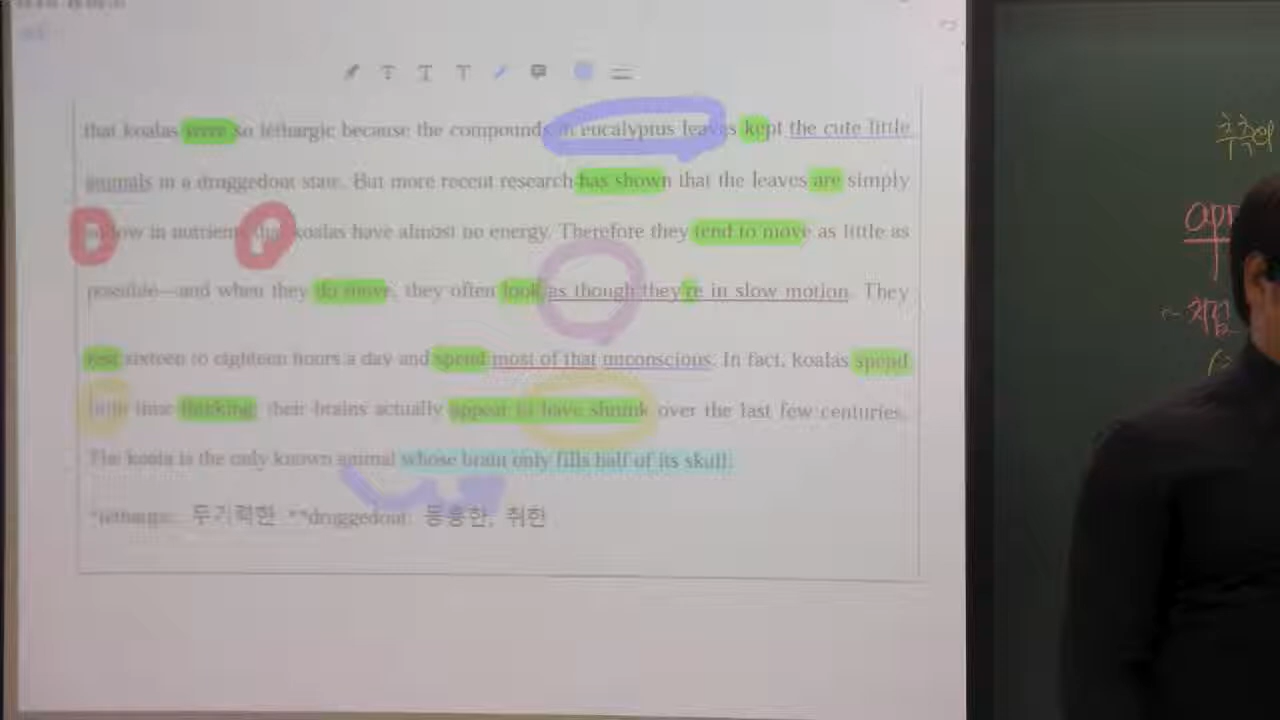 that koalas were so lethargic because the compounds in eucalyptus leaves kept the cute little
animals in a druggedout state. But more recent research has shown that the leaves are simply
low in nutrients that koalas have almost no energy. Therefore they tend to move as little as
possible—and when they do move, they often look as though they're in slow motion. They
rest sixteen to eighteen hours a day and spend most of that unconscious. In fact, koalas spend
little time thinking; their brains actually appear to have shrunk over the last few centuries.
The koala is the only known animal whose brain only fills half of its skull.
*lethargic: 무기력한 **druggedout: 몽롱한, 취한
추측이
app